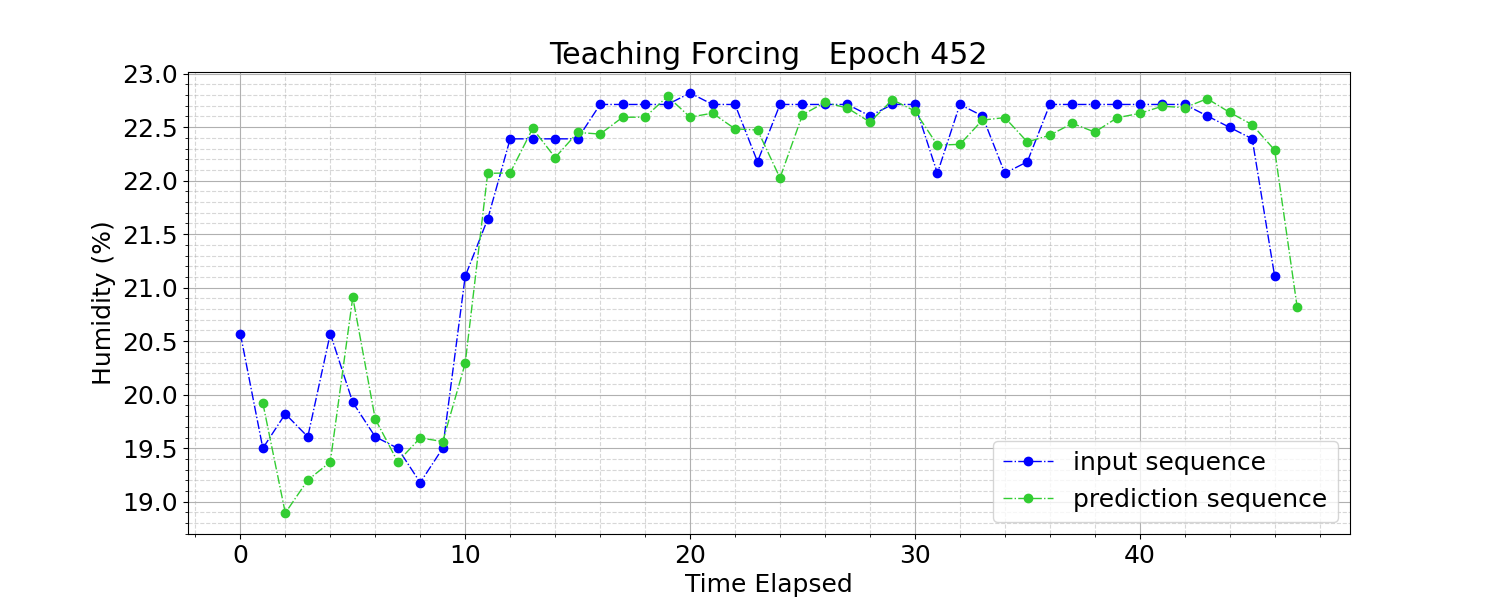 Teaching Forcing   Epoch 452
Humidity (%)
23.0
22.5
22.0
21.5
21.0
20.5
20.0
19.5
19.0
0 10 20 30 40
Time Elapsed
input sequence
prediction sequence